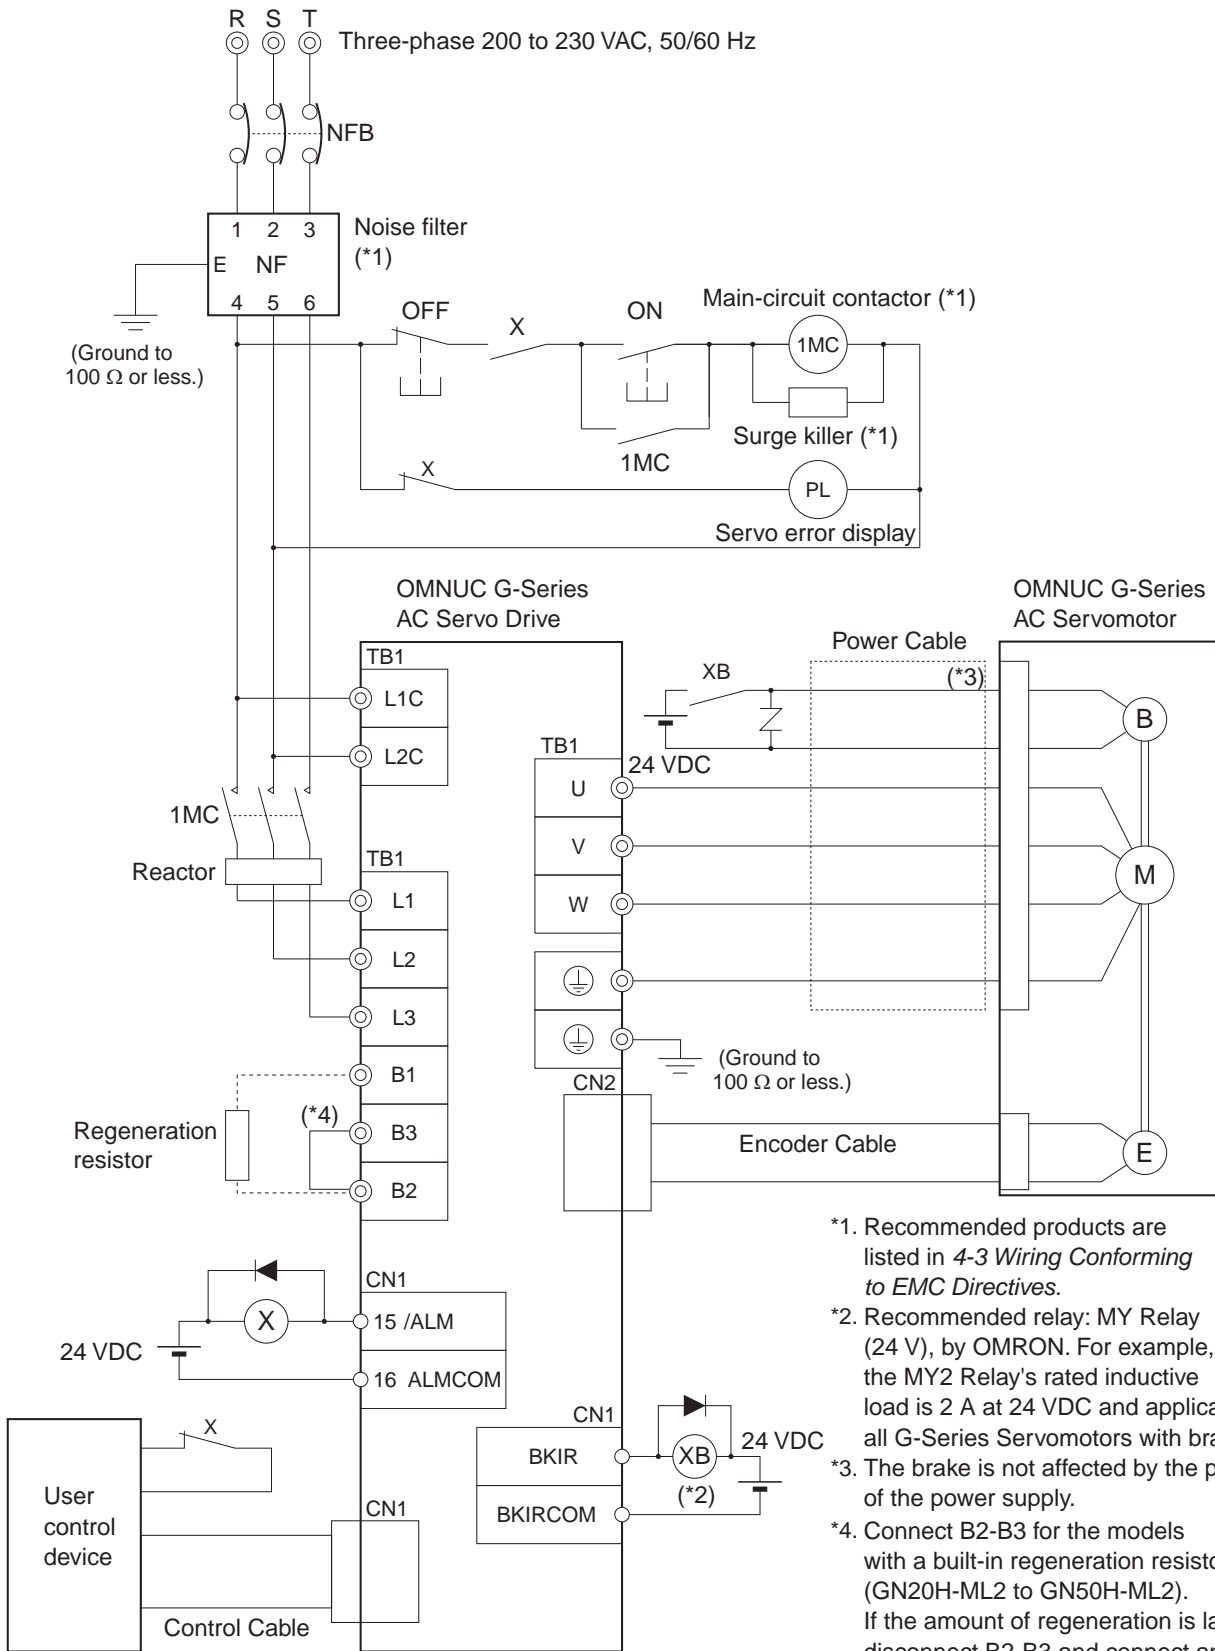 R S T
Three-phase 200 to 230 VAC, 50/60 Hz
NFB
1 2 3
Noise filter
(*1)
E NF
4 5 6
(Ground to
100 Ω or less.)
OFF
X
ON
Main-circuit contactor (*1)
1MC
Surge killer (*1)
1MC
X
PL
Servo error display
OMNUC G-Series
AC Servo Drive
OMNUC G-Series
AC Servomotor
TB1
L1C
L2C
1MC
Reactor
TB1
L1
L2
L3
B1
(*4)
B3
B2
Regeneration
resistor
XB
24 VDC
Power Cable
(*3)
TB1
U
V
W
B
M
E
(Ground to
100 Ω or less.)
CN2
Encoder Cable
CN1
X
15 /ALM
24 VDC
16 ALMCOM
CN1
BKIR
XB
24 VDC
(*2)
BKIRCOM
X
User
control
device
CN1
Control Cable
*1. Recommended products are
listed in 4-3 Wiring Conforming
to EMC Directives.
*2. Recommended relay: MY Relay
(24 V), by OMRON. For example,
the MY2 Relay's rated inductive
load is 2 A at 24 VDC and
all G-Series Servomotors with
*3. The brake is not affected by the
of the power supply.
*4. Connect B2-B3 for the models
with a built-in regeneration
(GN20H-ML2 to GN50H-ML2).
If the amount of regeneration is
disconnect B2-B3 and connect